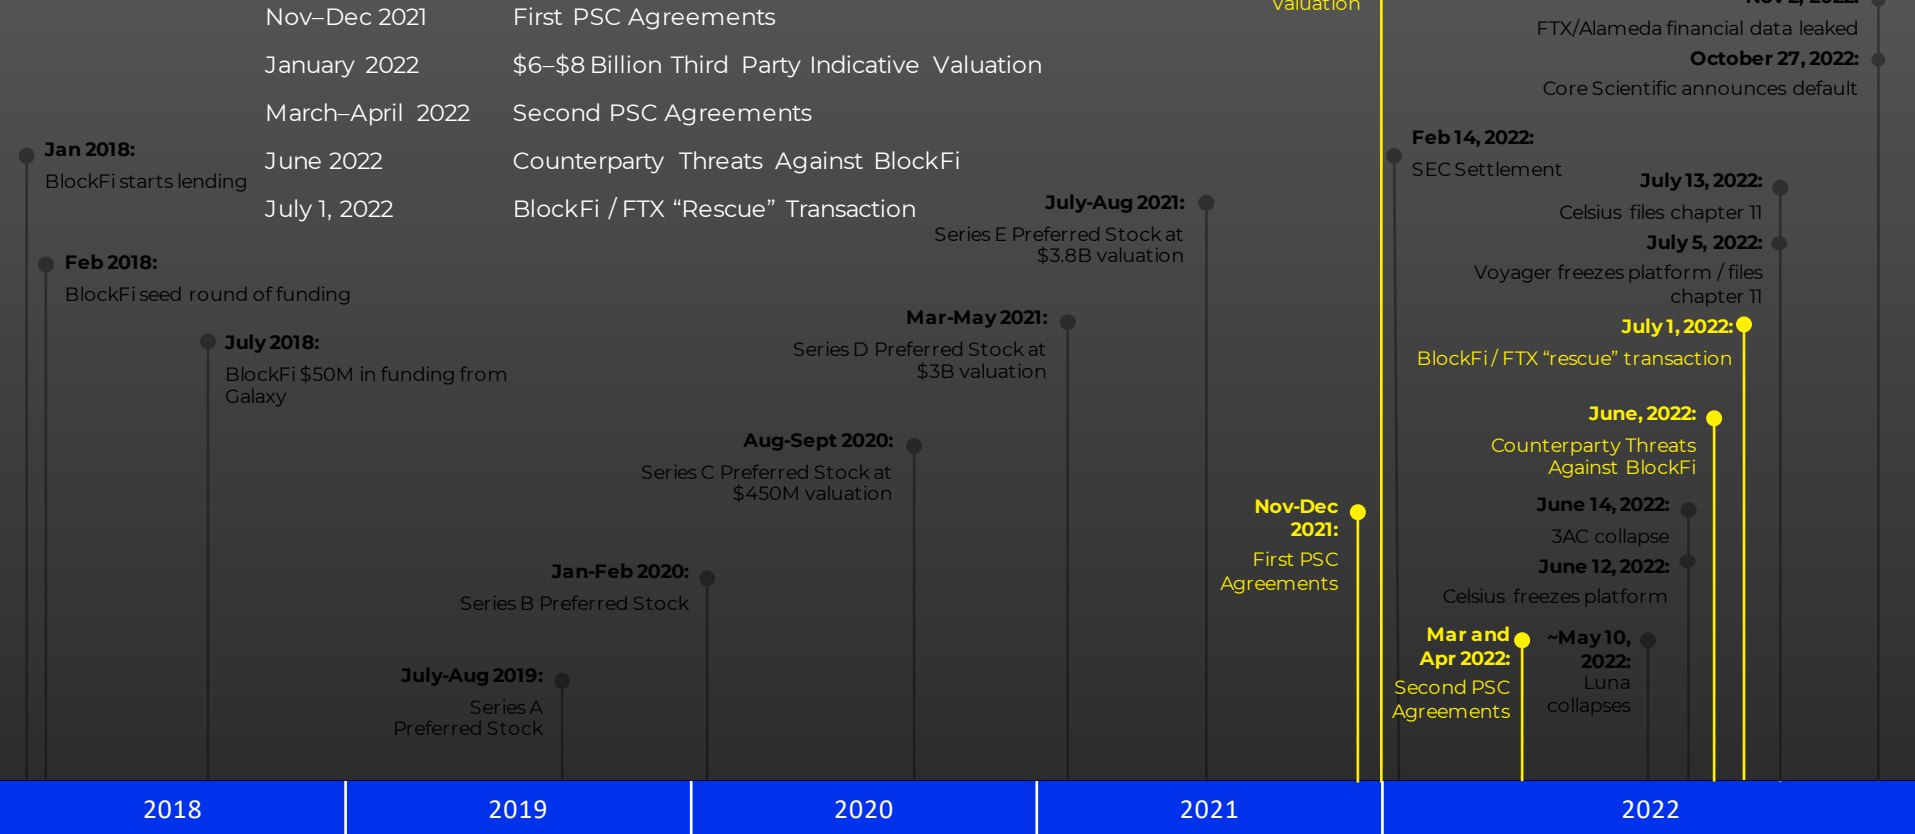 Nov–Dec 2021 First PSC Agreements
January 2022 $6–$8 Billion Third Party Indicative Valuation
March–April 2022 Second PSC Agreements
June 2022 Counterparty Threats Against BlockFi
July 1, 2022 BlockFi / FTX “Rescue” Transaction
Jan 2018:
BlockFi starts lending
Feb 2018:
BlockFi seed round of funding
July 2018:
BlockFi $50M in funding from
Galaxy
July-Aug 2019:
Series A
Preferred Stock
Jan-Feb 2020:
Series B Preferred Stock
Aug-Sept 2020:
Series C Preferred Stock at
$450M valuation
Mar-May 2021:
Series D Preferred Stock at
$3B valuation
July-Aug 2021:
Series E Preferred Stock at
$3.8B valuation
Nov-Dec
2021:
First PSC
Agreements
Valuation
Feb 14, 2022:
SEC Settlement
Mar and
Apr 2022:
Second PSC
Agreements
~May 10,
2022:
Luna
collapses
June 12, 2022:
Celsius freezes platform
June 14, 2022:
3AC collapse
June, 2022:
Counterparty Threats
Against BlockFi
July 1, 2022:
BlockFi / FTX “rescue” transaction
July 5, 2022:
Voyager freezes platform / files
chapter 11
July 13, 2022:
Celsius files chapter 11
October 27, 2022:
Core Scientific announces default
Nov 2, 2022:
FTX/Alameda financial data leaked
2018
2019
2020
2021
2022